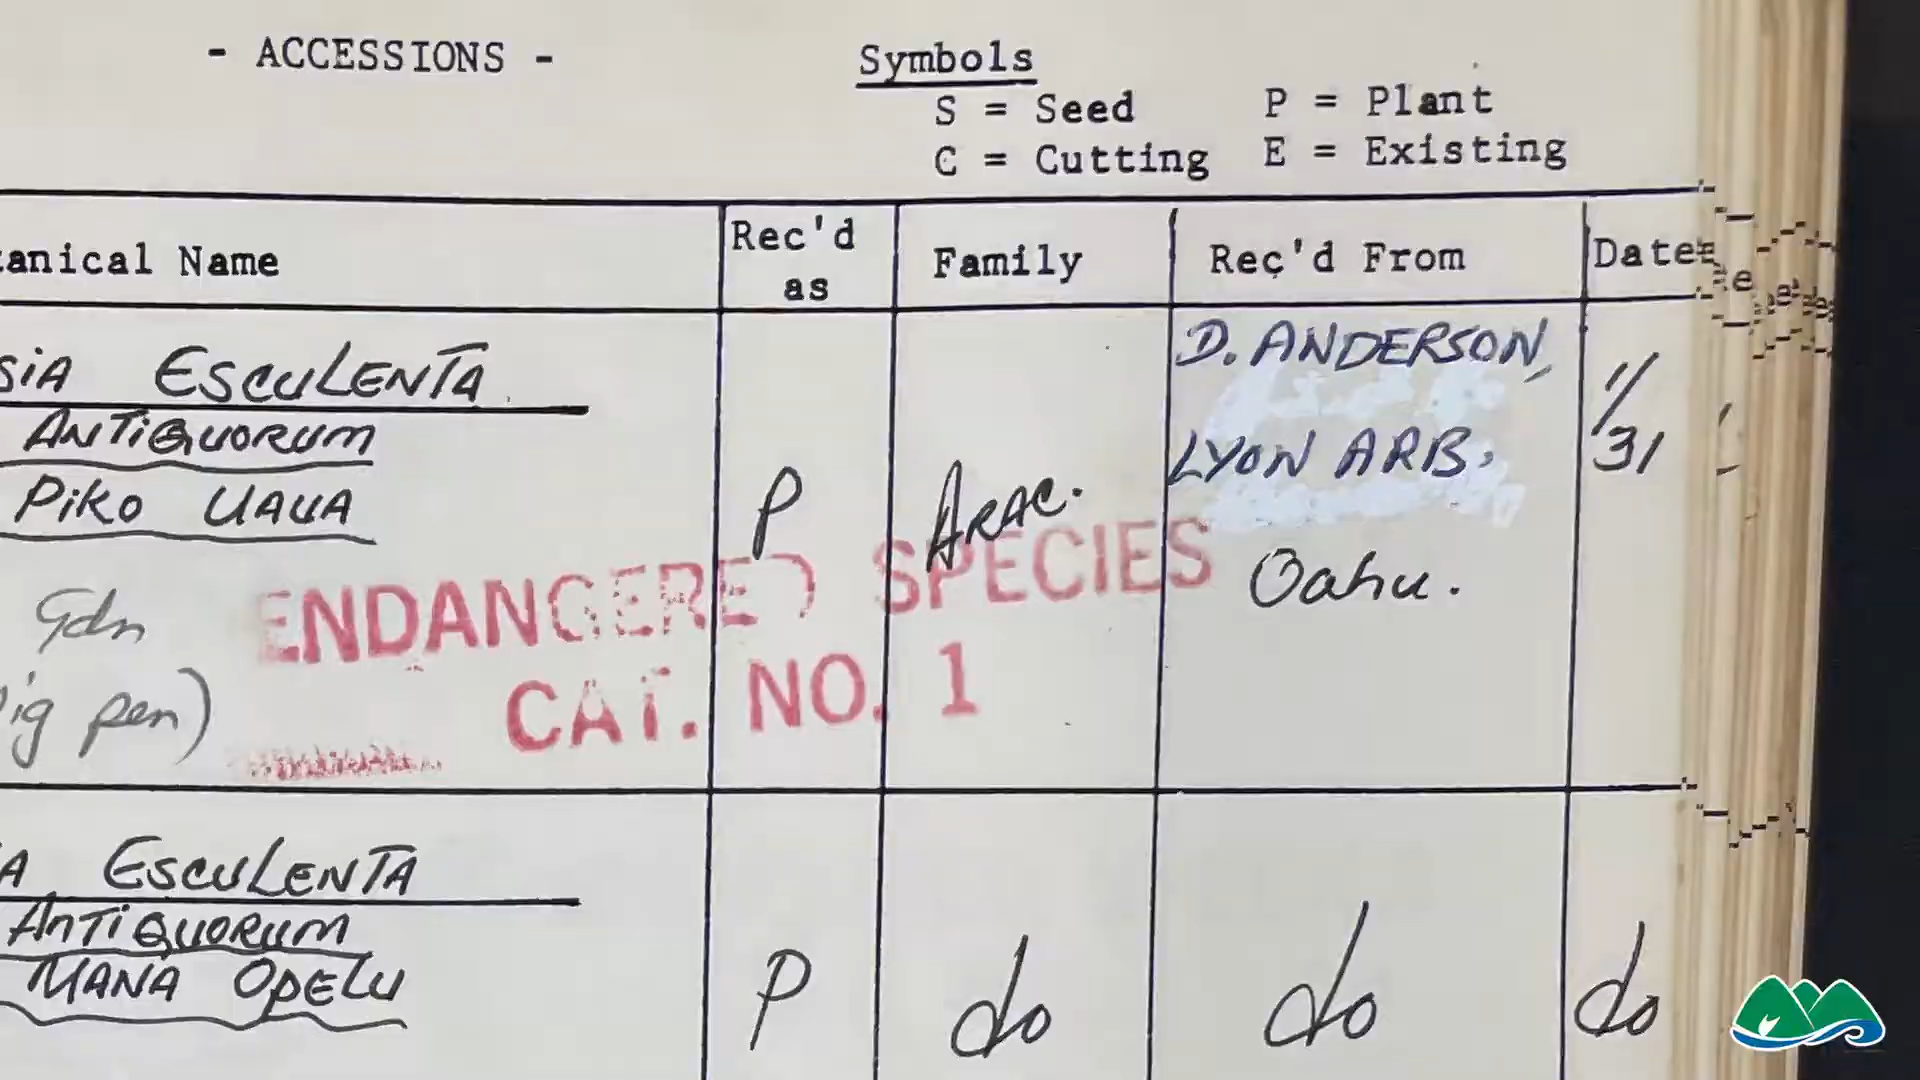 - ACCESSIONS -
Symbols
S = Seed P = Plant
C = Cutting E = Existing
anical Name Rec'd as Family Rec'd From Date
SIA ESCULENTA
ANTIQUORUM
PIKO UAUA
Gdn
ig pen)
P
ARAC.
D. ANDERSON,
LYON ARB.
Oahu.
1/31
ENDANGERED SPECIES
CAT. NO. 1
A ESCULENTA
ANTIQUORUM
MANA OPELU
P do do do